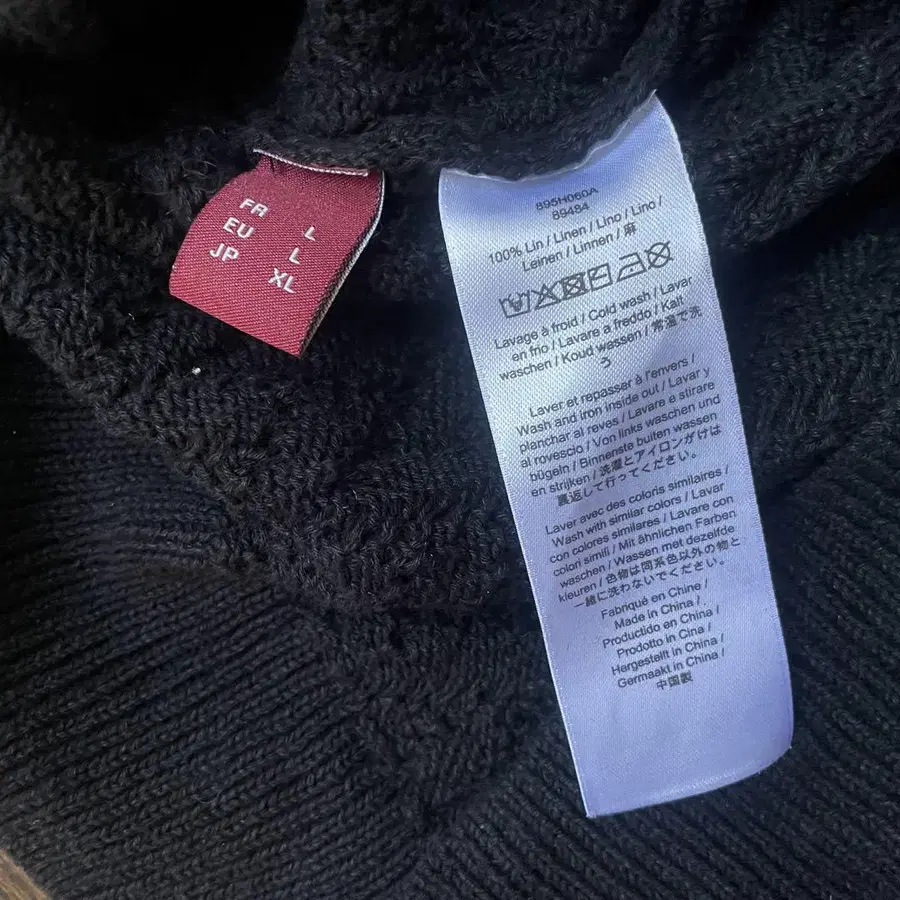 FR L
EU L
JP XL
895H060A
89484
100% Lin / Linen / Lino / Lino /
Leinen / Linnen / 麻
Lavage à froid / Cold wash / Lavar
en frio / Lavare a freddo / Kalt
waschen / Koud wassen / 常温で洗
う
Laver et repasser à l'envers /
Wash and iron inside out / Lavar y
planchar al reves / Lavare e stirare
al rovescio / Von links waschen und
bügeln / Binnenste buiten wassen
en strijken / 洗濯とアイロンがけは
裏返して行ってください。
Laver avec des coloris similaires /
Wash with similar colors / Lavar
con colores similares / Lavare con
colori simili / Mit ähnlichen Farben
waschen / Wassen met dezelfde
kleuren / 色物は同系色以外の物と
一緒に洗わないでください。
Fabriqué en Chine /
Made in China /
Productido en China /
Prodotto in Cina /
Hergestellt in China /
Germaakt in China /
中国製